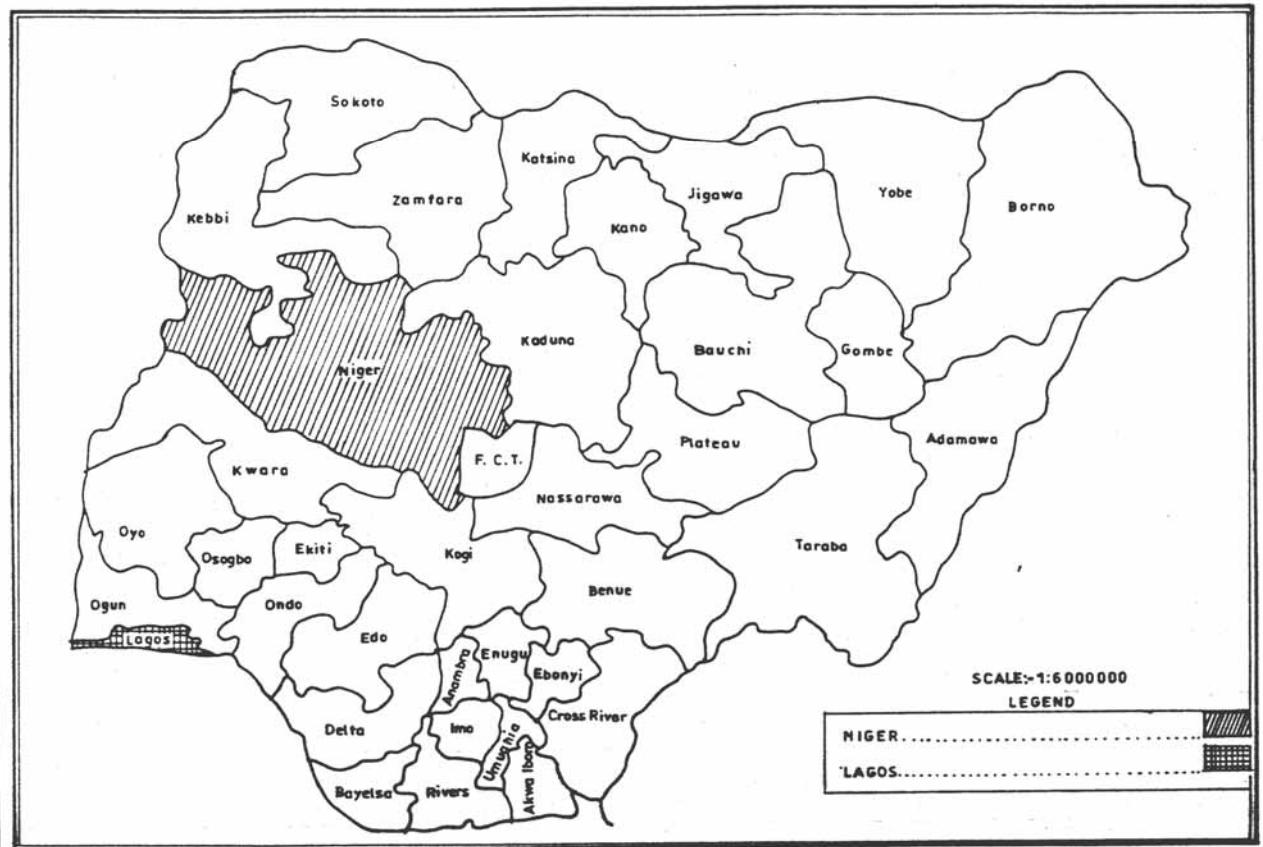 Sokoto
Katsina
Zamfara
Jigawa
Yobe
Borno
Kebbi
Kano
Kaduna
Bauchi
Gombe
Niger
Plateau
Adamawa
Kwara
F. C. T.
Nassarawa
Oyo
Osogbo
Ekiti
Kogi
Taraba
Benue
Ogun
Ondo
Lagos
Edo
Anambra
Enugu
Ebonyi
Cross River
Delta
Imo
Umuahia
Akwa Ibom
Bayelsa
Rivers
SCALE:-1:6000000
LEGEND
NIGER....................................
LAGOS....................................